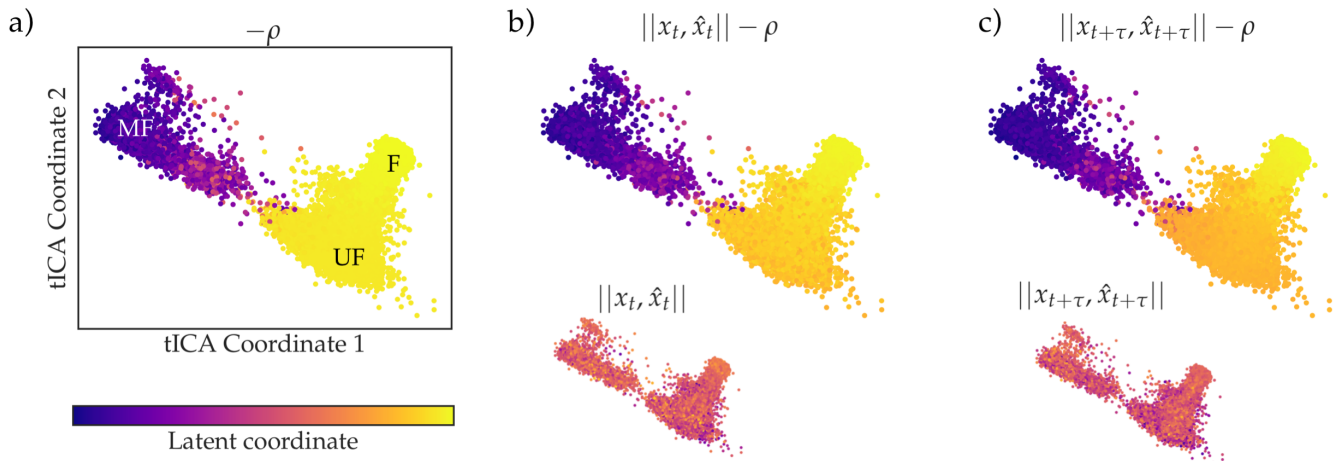 a)
−ρ
tICA Coordinate 2
MF
F
UF
tICA Coordinate 1
Latent coordinate
b)
||x_t, x̂_t|| − ρ
||x_t, x̂_t||
c)
||x_{t+τ}, x̂_{t+τ}|| − ρ
||x_{t+τ}, x̂_{t+τ}||